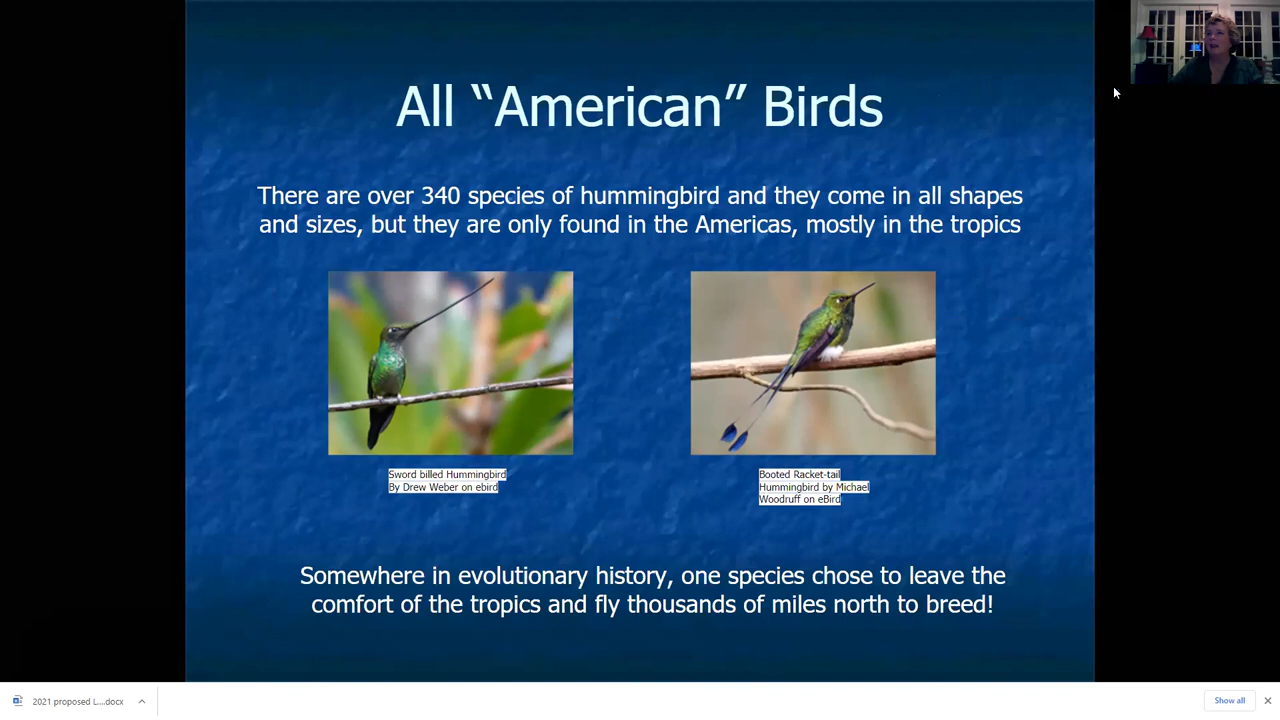 All “American” Birds
There are over 340 species of hummingbird and they come in all shapes
and sizes, but they are only found in the Americas, mostly in the tropics
Sword billed Hummingbird
By Drew Weber on ebird
Booted Racket-tail
Hummingbird by Michael
Woodruff on eBird
Somewhere in evolutionary history, one species chose to leave the
comfort of the tropics and fly thousands of miles north to breed!
2021 proposed L....docx
Show all